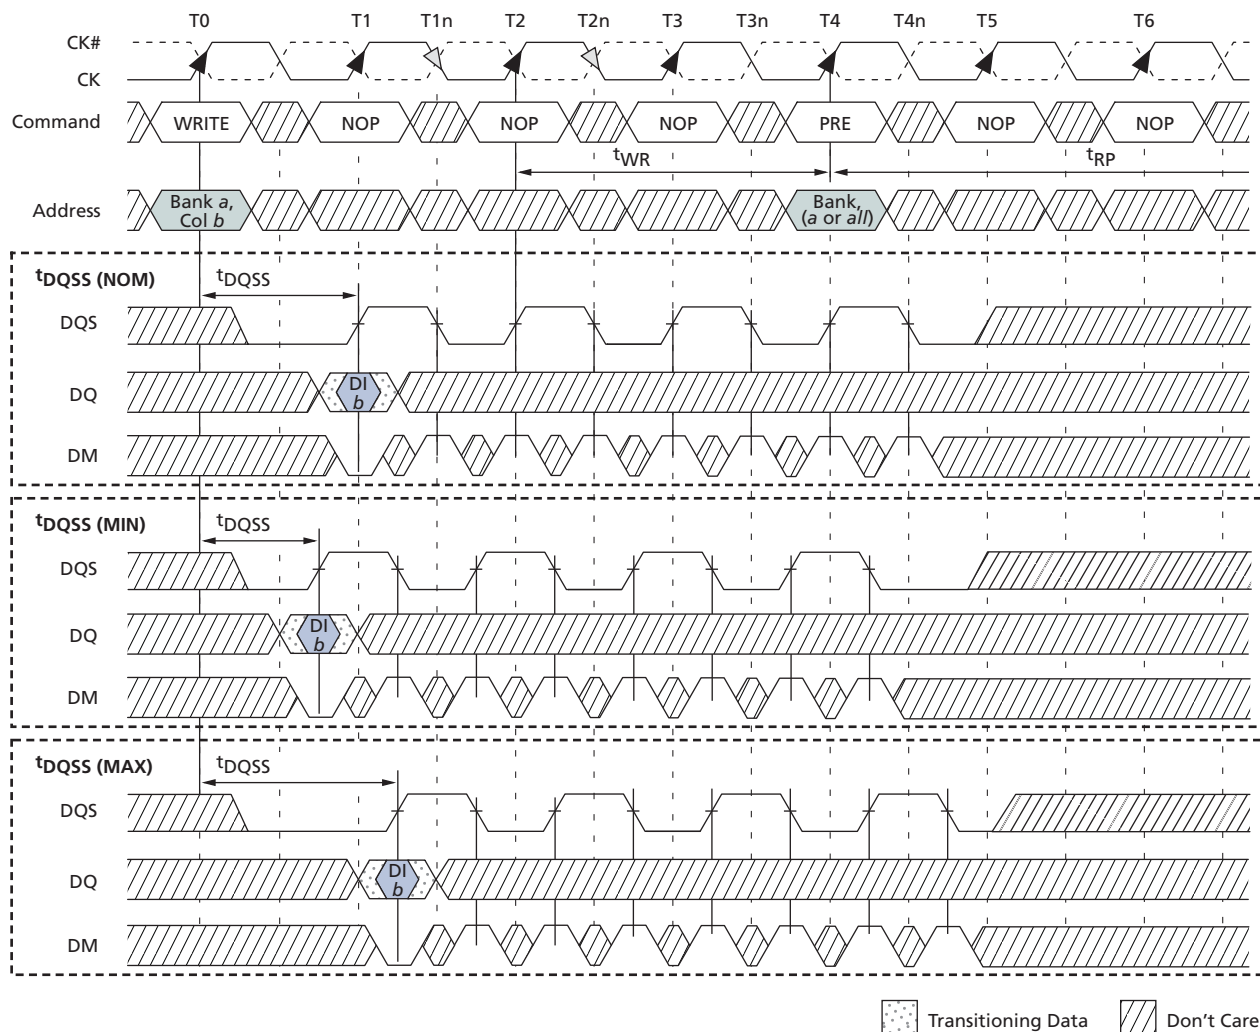 T0 T1 T1n T2 T2n T3 T3n T4 T4n T5 T6
CK#
CK
Command WRITE NOP NOP NOP PRE NOP NOP
tWR tRP
Address Bank a, Col b Bank, (a or all)
tDQSS (NOM) tDQSS
DQS
DQ DI b
DM
tDQSS (MIN) tDQSS
DQS
DQ DI b
DM
tDQSS (MAX) tDQSS
DQS
DQ DI b
DM
Transitioning Data Don't Care